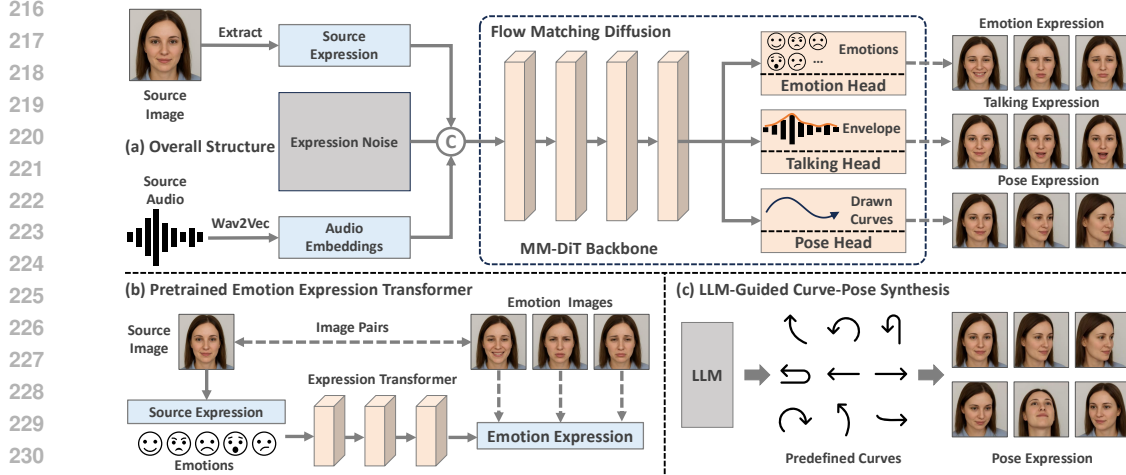 216
217
218
219
220
221
222
223
224
225
226
227
228
229
230
Extract
Source
Expression
Source
Image
(a) Overall Structure
Expression Noise
Source
Audio
Wav2Vec
Audio
Embeddings
C
Flow Matching Diffusion
MM-DiT Backbone
Emotions
...
Emotion Head
Envelope
Talking Head
Drawn
Curves
Pose Head
Emotion Expression
Talking Expression
Pose Expression
(b) Pretrained Emotion Expression Transformer
Source
Image
Image Pairs
Emotion Images
Expression Transformer
Source Expression
Emotions
Emotion Expression
(c) LLM-Guided Curve-Pose Synthesis
LLM
Predefined Curves
Pose Expression